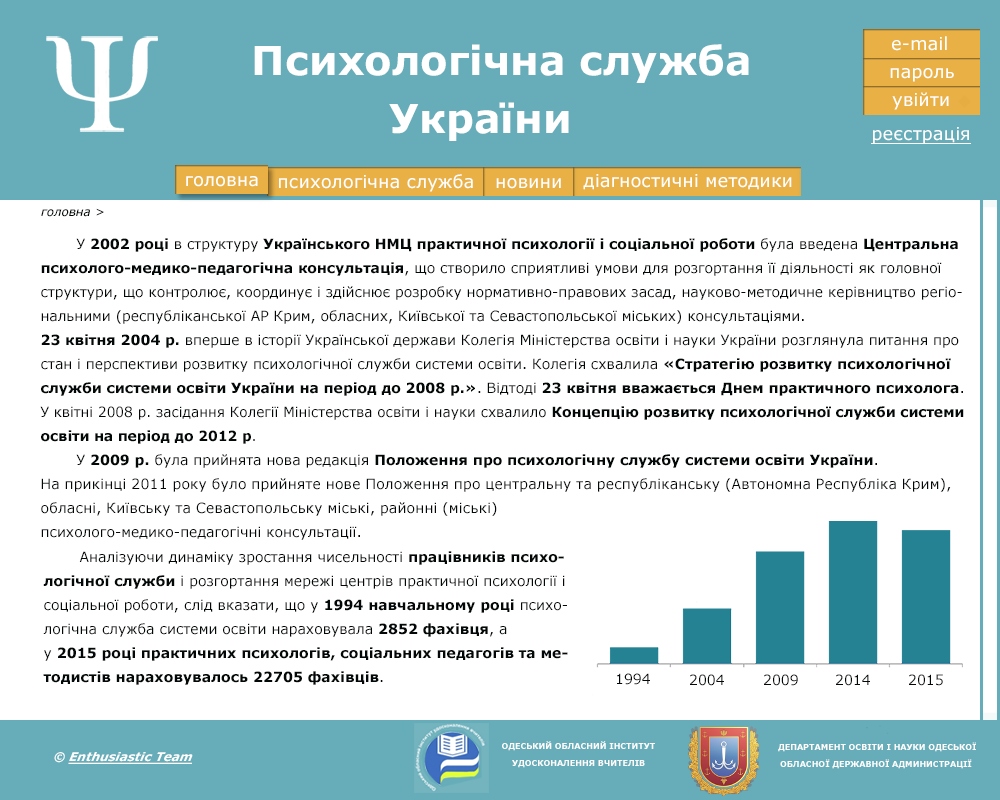 Ψ
Психологічна служба
України
e-mail
пароль
увійти
реєстрація
головна
психологічна служба
новини
діагностичні методики
головна >
У 2002 році в структуру Українського НМЦ практичної психології і соціальної роботи була введена Центральна
психолого-медико-педагогічна консультація, що створило сприятливі умови для розгортання її діяльності як головної
структури, що контролює, координує і здійснює розробку нормативно-правових засад, науково-методичне керівництво регіо-
нальними (республіканської АР Крим, обласних, Київської та Севастопольської міських) консультаціями.
23 квітня 2004 р. вперше в історії Української держави Колегія Міністерства освіти і науки України розглянула питання про
стан і перспективи розвитку психологічної служби системи освіти. Колегія схвалила «Стратегію розвитку психологічної
служби системи освіти України на період до 2008 р.». Відтоді 23 квітня вважається Днем практичного психолога.
У квітні 2008 р. засідання Колегії Міністерства освіти і науки схвалило Концепцію розвитку психологічної служби системи
освіти на період до 2012 р.
У 2009 р. була прийнята нова редакція Положення про психологічну службу системи освіти України.
На прикінці 2011 року було прийняте нове Положення про центральну та республіканську (Автономна Республіка Крим),
обласні, Київську та Севастопольську міські, районні (міські)
психолого-медико-педагогічні консультації.
Аналізуючи динаміку зростання чисельності працівників психо-
логічної служби і розгортання мережі центрів практичної психології і
соціальної роботи, слід вказати, що у 1994 навчальному році психо-
логічна служба системи освіти нараховувала 2852 фахівця, а
у 2015 році практичних психологів, соціальних педагогів та ме-
тодистів нараховувалось 22705 фахівців.
1994 2004 2009 2014 2015
© Enthusiastic Team
ОДЕСЬКИЙ ОБЛАСНИЙ ІНСТИТУТ
УДОСКОНАЛЕННЯ ВЧИТЕЛІВ
ДЕПАРТАМЕНТ ОСВІТИ І НАУКИ ОДЕСЬКОЇ
ОБЛАСНОЇ ДЕРЖАВНОЇ АДМИНИСТРАЦІЇ